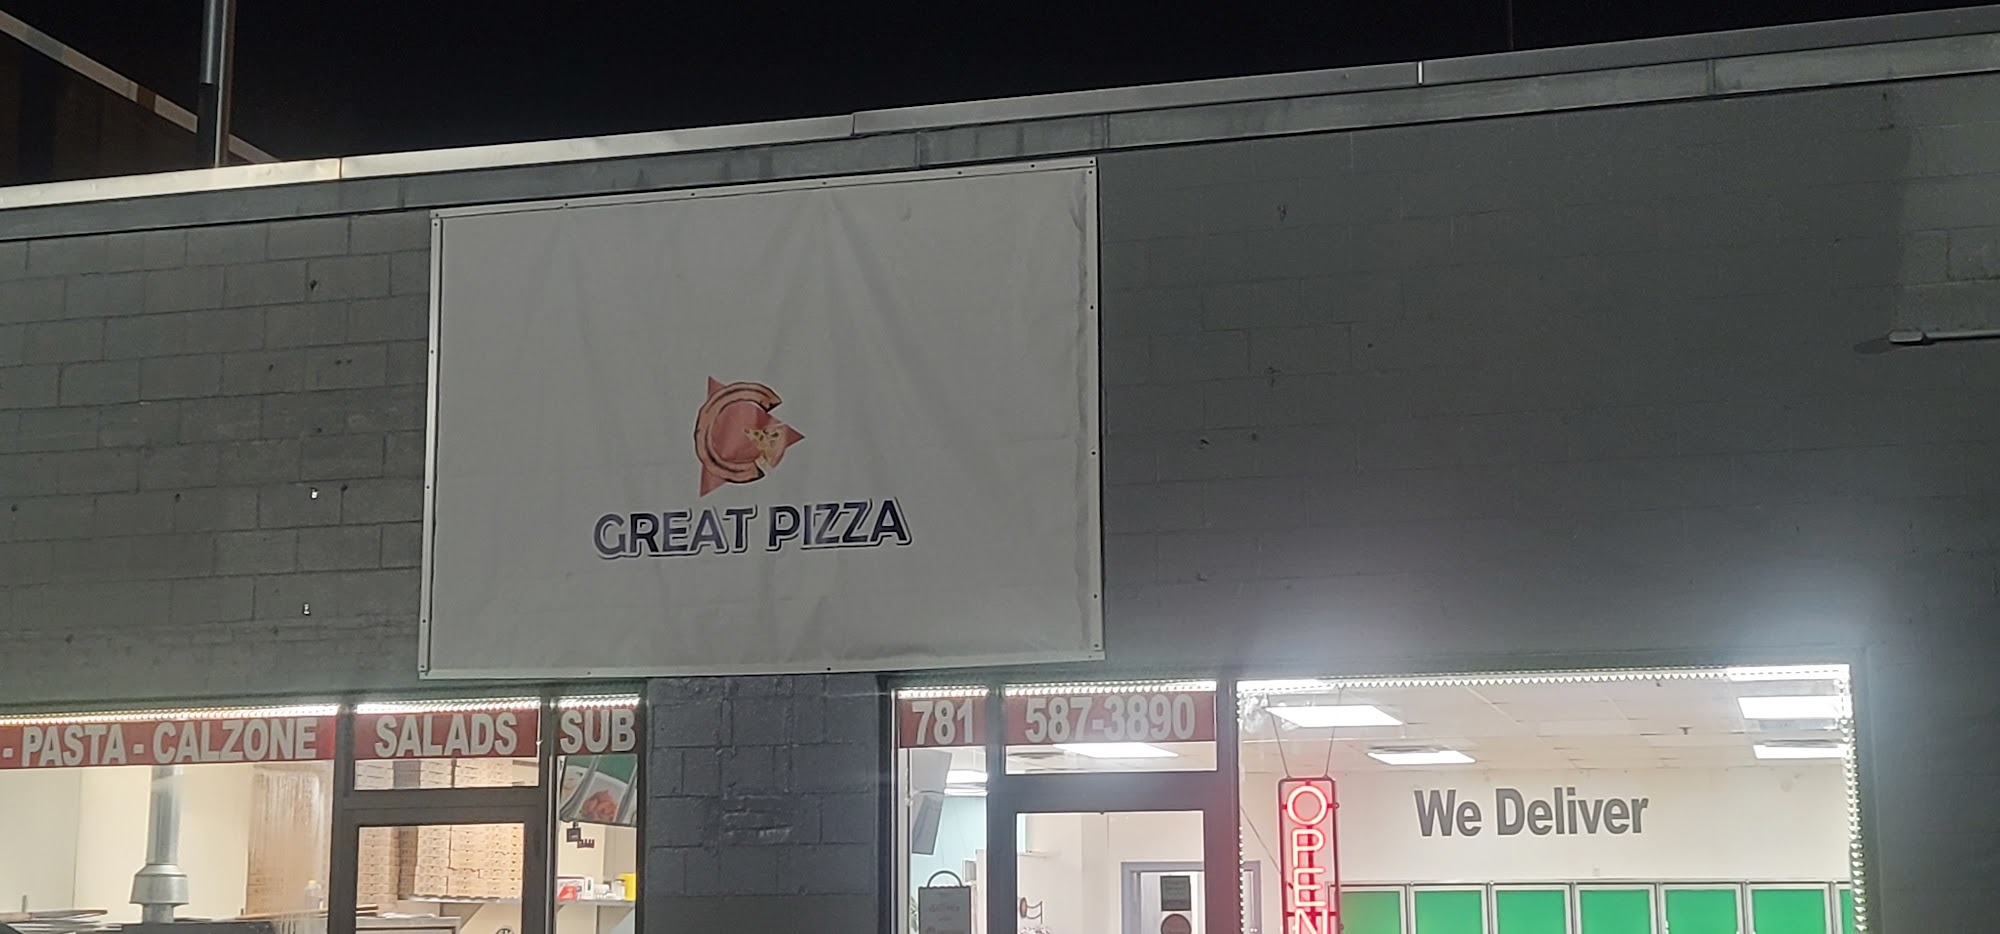 GREAT PIZZA
- PASTA - CALZONE
SALADS
SUB
781
587-3890
OPEN
We Deliver